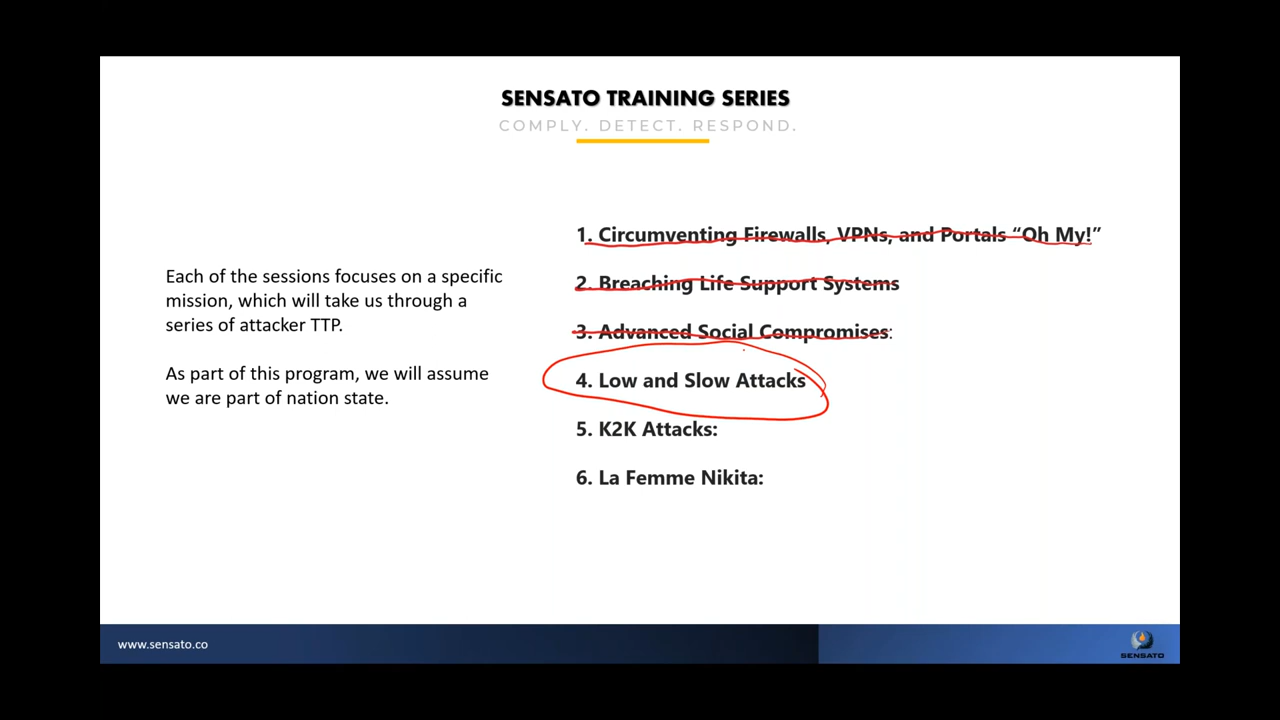 SENSATO TRAINING SERIES
COMPLY. DETECT. RESPOND.
Each of the sessions focuses on a specific
mission, which will take us through a
series of attacker TTP.
As part of this program, we will assume
we are part of nation state.
1. Circumventing Firewalls, VPNs, and Portals “Oh My!”
2. Breaching Life Support Systems
3. Advanced Social Compromises:
4. Low and Slow Attacks
5. K2K Attacks:
6. La Femme Nikita:
www.sensato.co
SENSATO